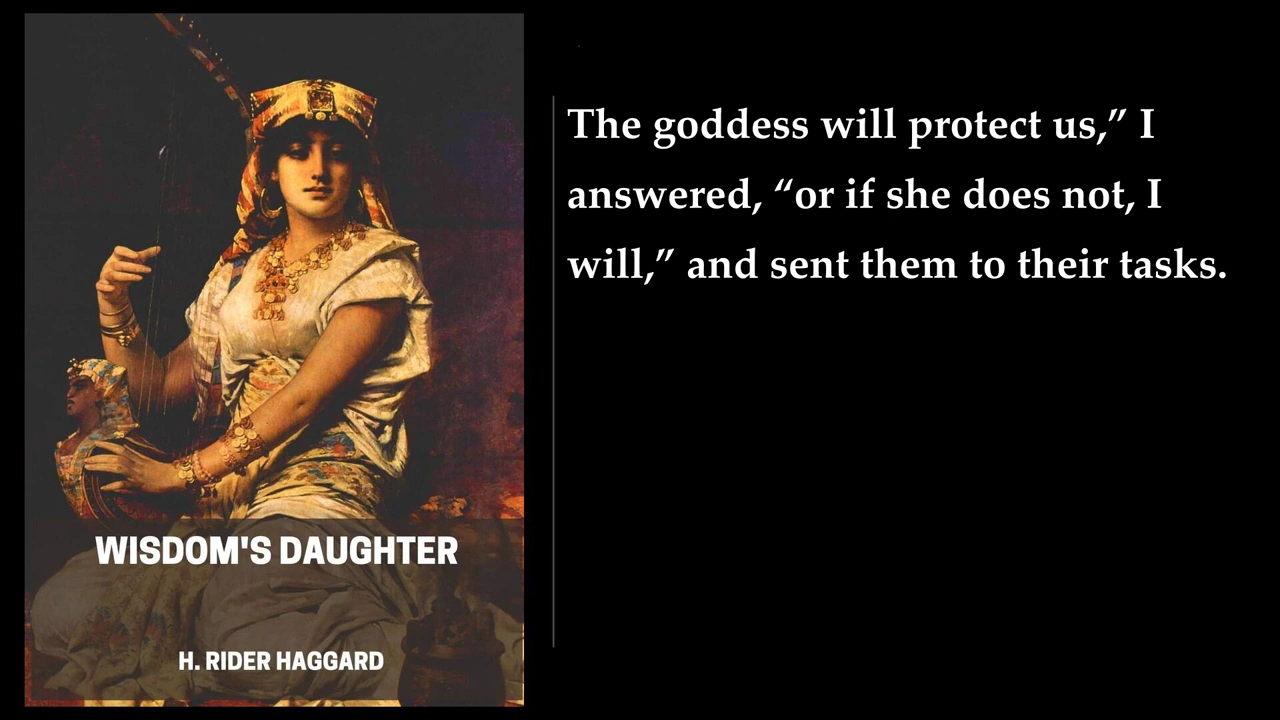 WISDOM'S DAUGHTER
H. RIDER HAGGARD
The goddess will protect us,” I
answered, “or if she does not, I
will,” and sent them to their tasks.